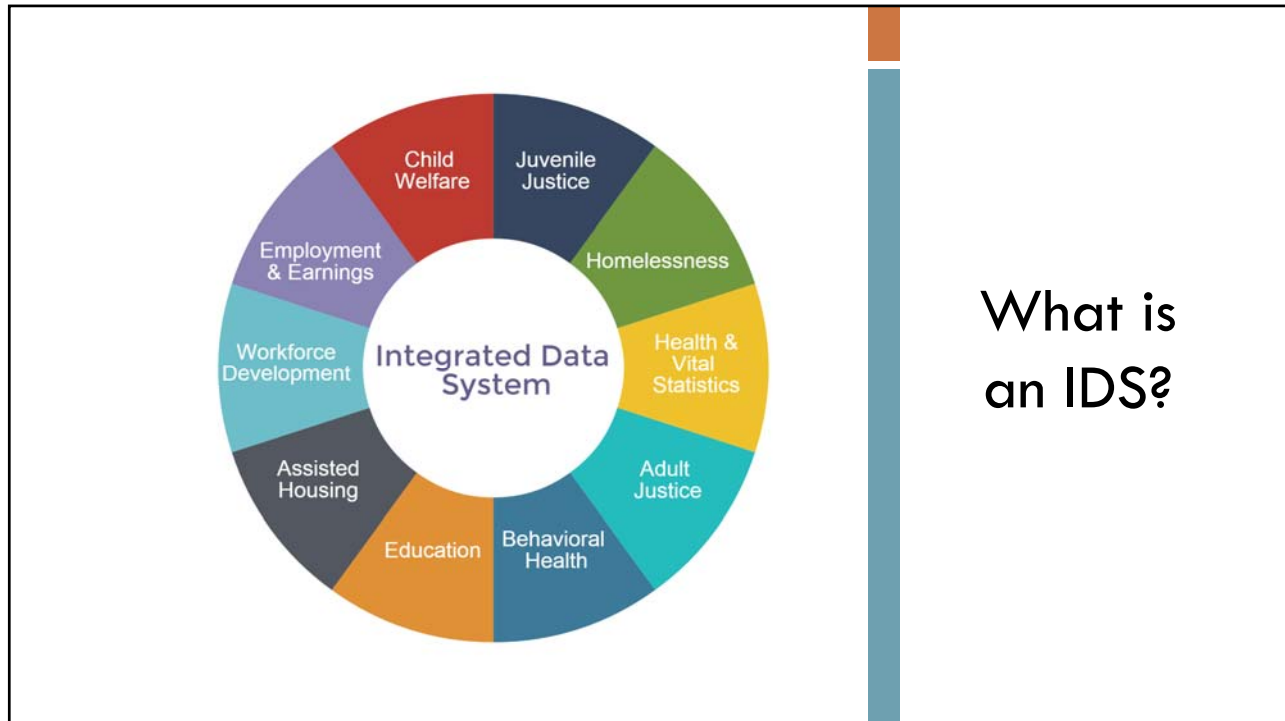 Child
Welfare
Juvenile
Justice
Homelessness
Health &
Vital
Statistics
Adult
Justice
Behavioral
Health
Education
Assisted
Housing
Workforce
Development
Employment
& Earnings
Integrated Data
System
What is
an IDS?